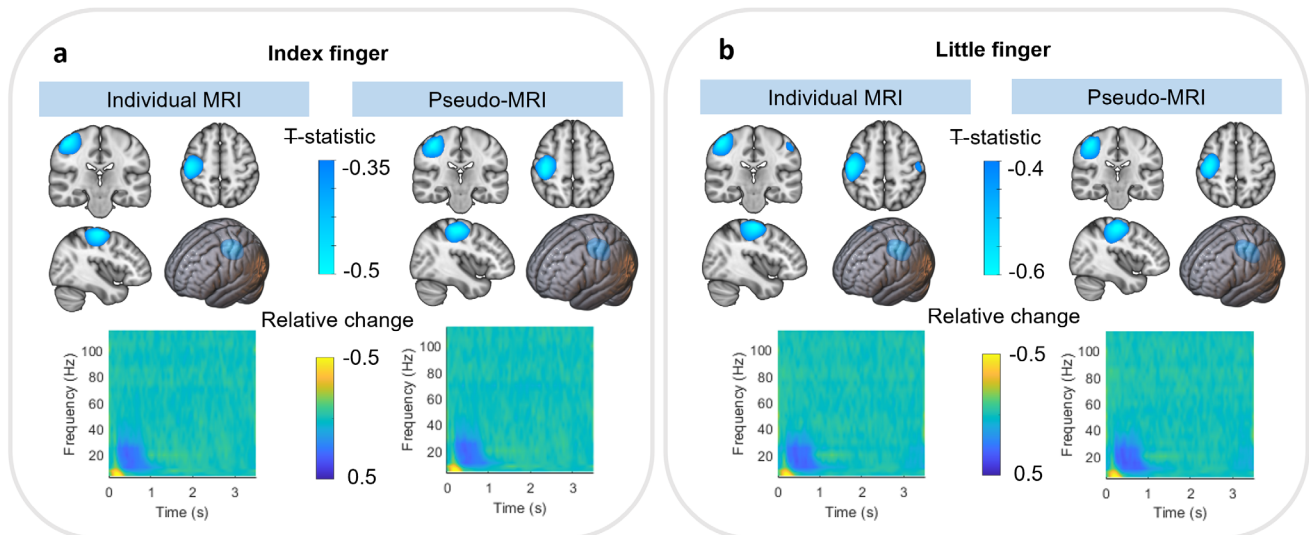 a
Index finger
Individual MRI
Pseudo-MRI
T-statistic
-0.35
-0.5
Relative change
-0.5
0.5
Frequency (Hz)
100
80
60
40
20
0 1 2 3
Time (s)
Frequency (Hz)
100
80
60
40
20
0 1 2 3
Time (s)
b
Little finger
Individual MRI
Pseudo-MRI
T-statistic
-0.4
-0.6
Relative change
-0.5
0.5
Frequency (Hz)
100
80
60
40
20
0 1 2 3
Time (s)
Frequency (Hz)
100
80
60
40
20
0 1 2 3
Time (s)